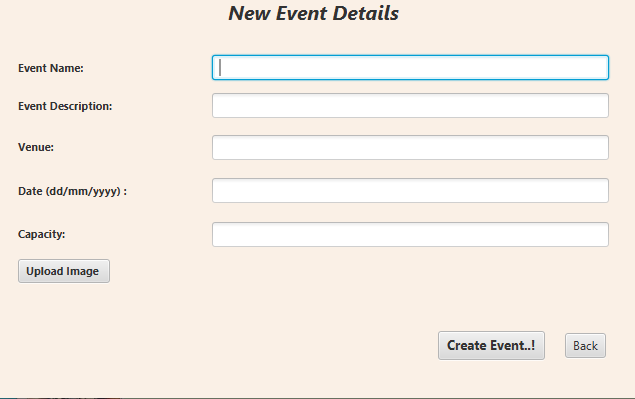 New Event Details
Event Name:
Event Description:
Venue:
Date (dd/mm/yyyy) :
Capacity:
Upload Image
Create Event..! Back